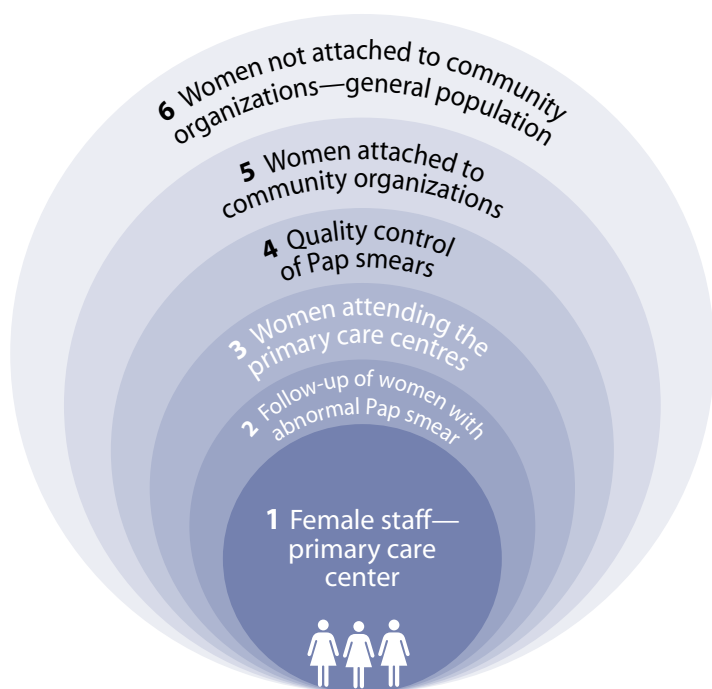 6 Women not attached to community
organizations—general population
5 Women attached to
community organizations
4 Quality control
of Pap smears
3 Women attending the
primary care centres
2 Follow-up of women with
abnormal Pap smear
1 Female staff—
primary care
center